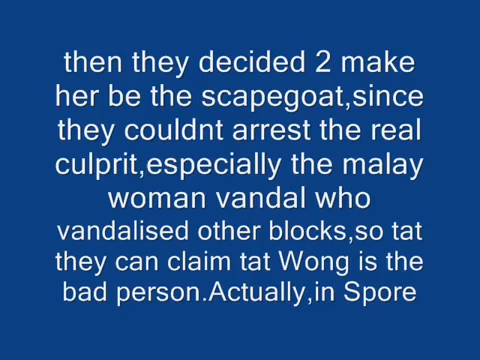 then they decided 2 make
her be the scapegoat,since
they couldnt arrest the real
culprit,especially the malay
woman vandal who
vandalised other blocks,so tat
they can claim tat Wong is the
bad person.Actually,in Spore